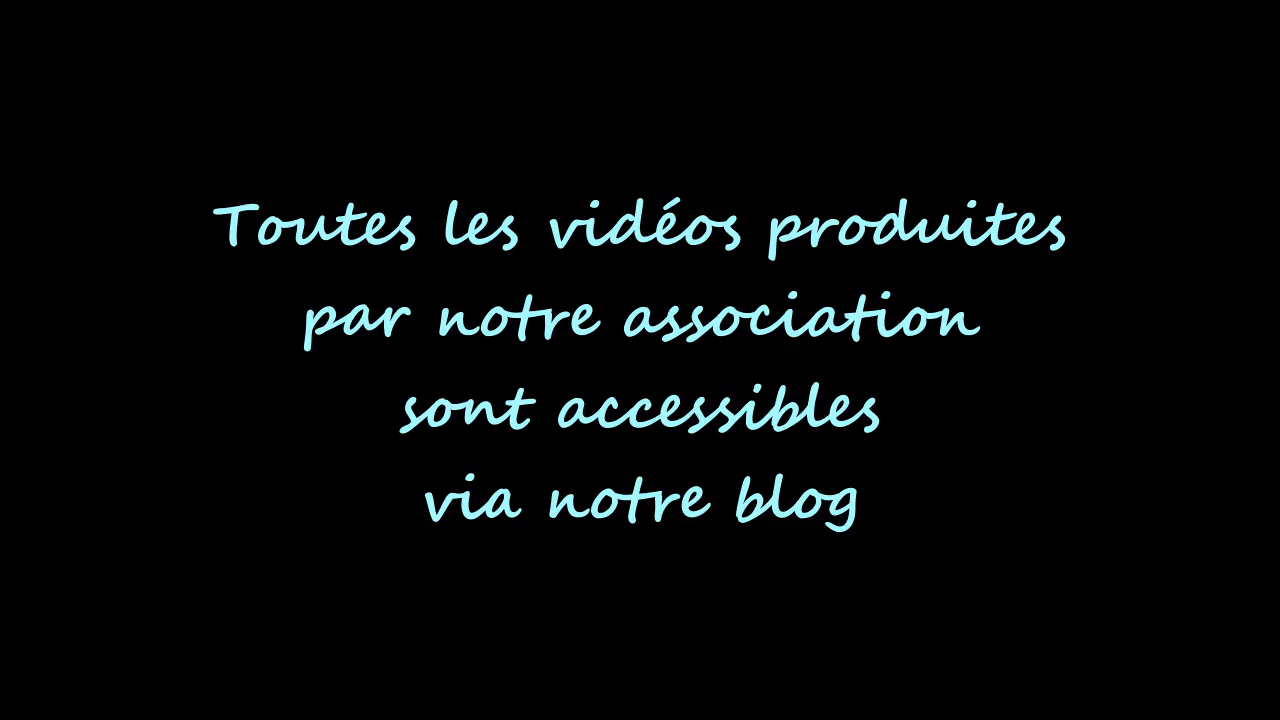 Toutes les vidéos produites
par notre association
sont accessibles
via notre blog